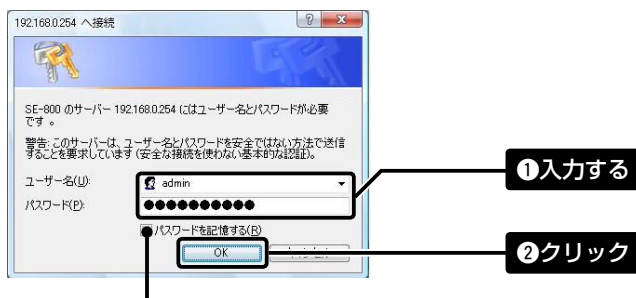 192.168.0.254 へ接続
SE-800 のサーバー 192.168.0.254 にはユーザー名とパスワードが必要
です 。
警告: このサーバーは、ユーザー名とパスワードを安全ではない方法で送信
することを要求しています (安全な接続を使わない基本的な認証)。
ユーザー名(U):
admin
パスワード(P):
●●●●●●●●●●
パスワードを記憶する(R)
OK
❶入力する
❷クリック